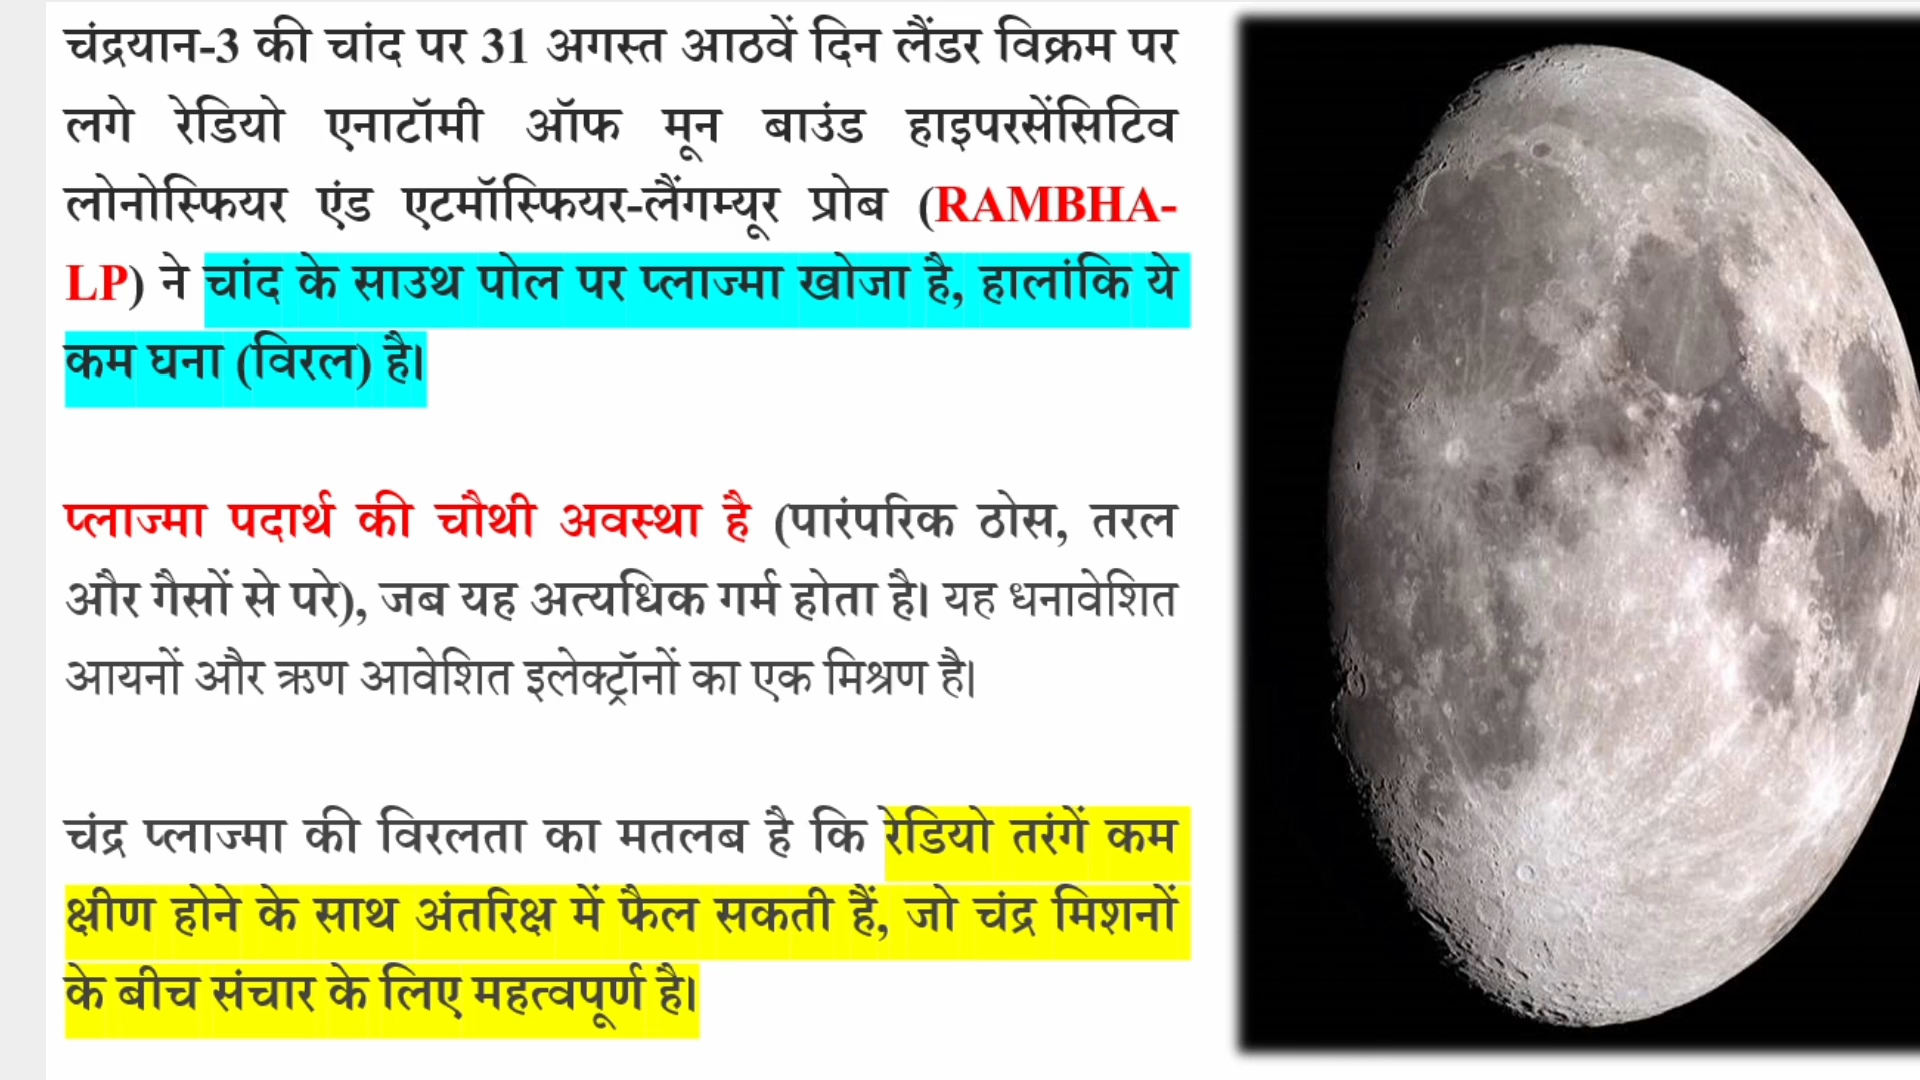 चंद्रयान-3 की चांद पर 31 अगस्त आठवें दिन लैंडर विक्रम पर
लगे रेडियो एनाटॉमी ऑफ मून बाउंड हाइपरसेंसिटिव
लोनोस्फियर एंड एटमॉस्फियर-लैंगम्यूर प्रोब (RAMBHA-
LP) ने चांद के साउथ पोल पर प्लाज्मा खोजा है, हालांकि ये
कम घना (विरल) है।
प्लाज्मा पदार्थ की चौथी अवस्था है (पारंपरिक ठोस, तरल
और गैसों से परे), जब यह अत्यधिक गर्म होता है। यह धनावेशित
आयनों और ऋण आवेशित इलेक्ट्रॉनों का एक मिश्रण है।
चंद्र प्लाज्मा की विरलता का मतलब है कि रेडियो तरंगें कम
क्षीण होने के साथ अंतरिक्ष में फैल सकती हैं, जो चंद्र मिशनों
के बीच संचार के लिए महत्वपूर्ण है।